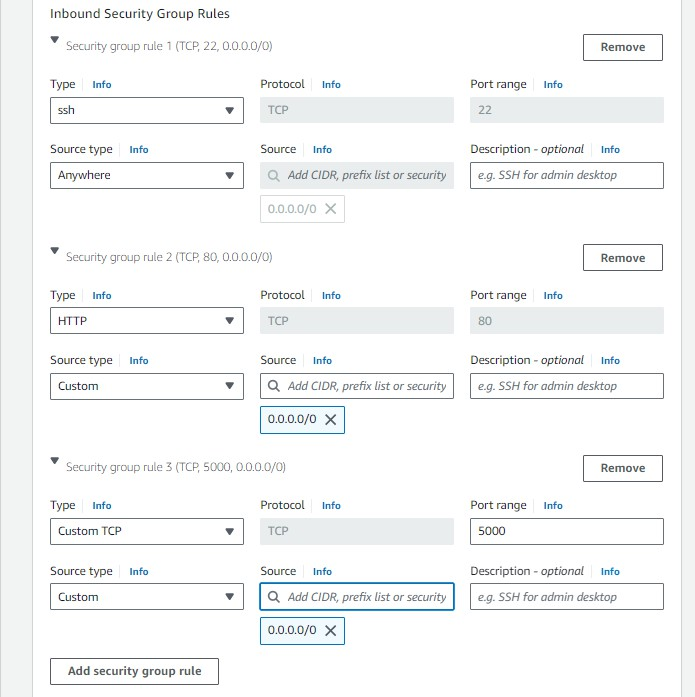 Inbound Security Group Rules
Security group rule 1 (TCP, 22, 0.0.0.0/0)
Remove
Type Info Protocol Info Port range Info
ssh TCP 22
Source type Info Source Info Description - optional Info
Anywhere Add CIDR, prefix list or security e.g. SSH for admin desktop
0.0.0.0/0
Security group rule 2 (TCP, 80, 0.0.0.0/0)
Remove
Type Info Protocol Info Port range Info
HTTP TCP 80
Source type Info Source Info Description - optional Info
Custom Add CIDR, prefix list or security e.g. SSH for admin desktop
0.0.0.0/0
Security group rule 3 (TCP, 5000, 0.0.0.0/0)
Remove
Type Info Protocol Info Port range Info
Custom TCP TCP 5000
Source type Info Source Info Description - optional Info
Custom Add CIDR, prefix list or security e.g. SSH for admin desktop
0.0.0.0/0
Add security group rule